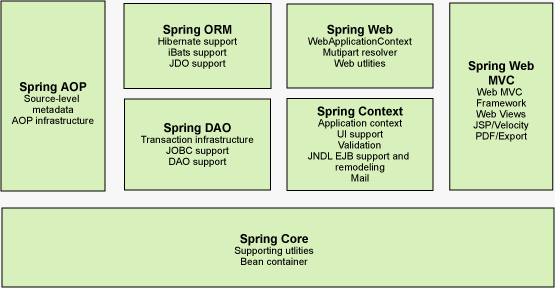 Spring AOP
Source-level
metadata
AOP infrastructure
Spring ORM
Hibernate support
iBats support
JDO support
Spring DAO
Transaction infrastructure
JOBC support
DAO support
Spring Web
WebApplicationContext
Mutipart resolver
Web utlities
Spring Context
Application context
UI support
Validation
JNDL EJB support and
remodeling
Mail
Spring Web
MVC
Web MVC
Framework
Web Views
JSP/Velocity
PDF/Export
Spring Core
Supporting utlities
Bean container